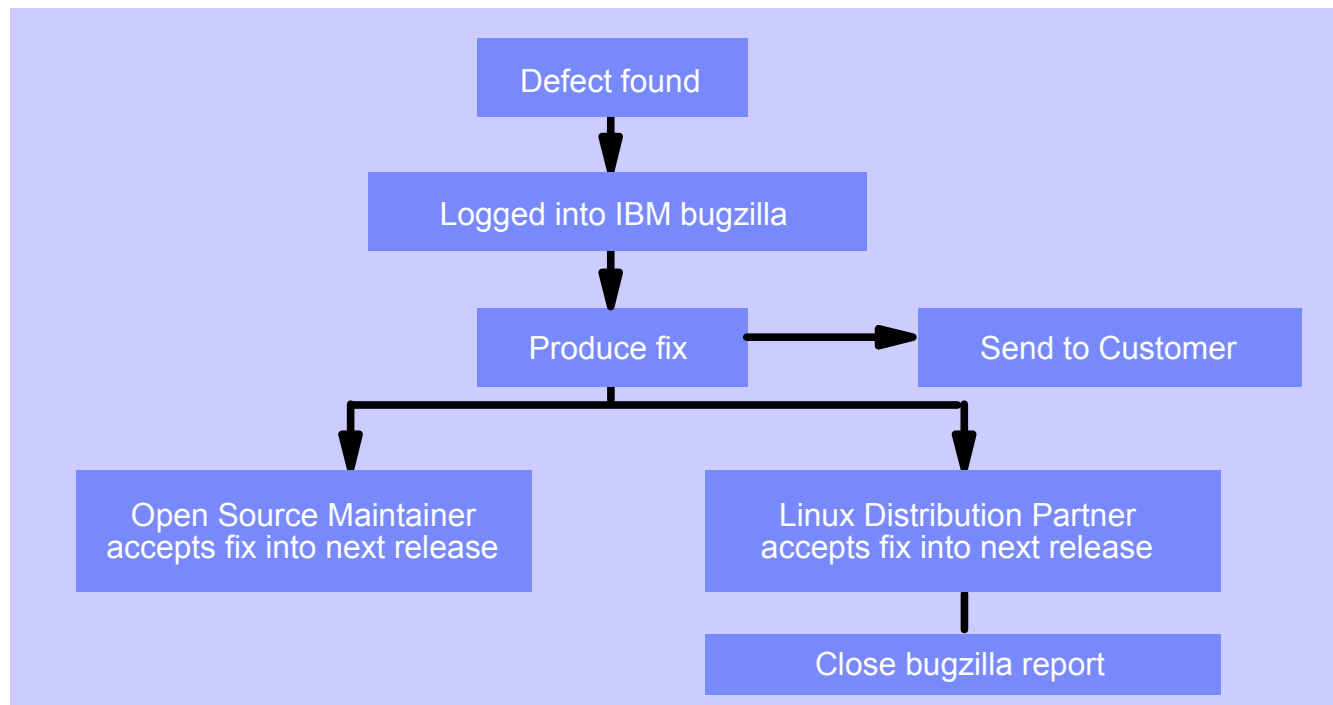 Defect found
Logged into IBM bugzilla
Produce fix
Send to Customer
Open Source Maintainer
accepts fix into next release
Linux Distribution Partner
accepts fix into next release
Close bugzilla report